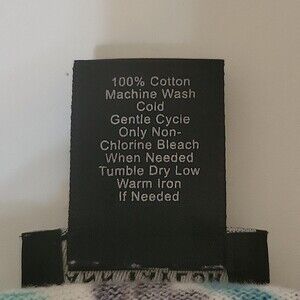 100% Cotton
Machine Wash
Cold
Gentle Cycle
Only Non-
Chlorine Bleach
When Needed
Tumble Dry Low
Warm Iron
If Needed